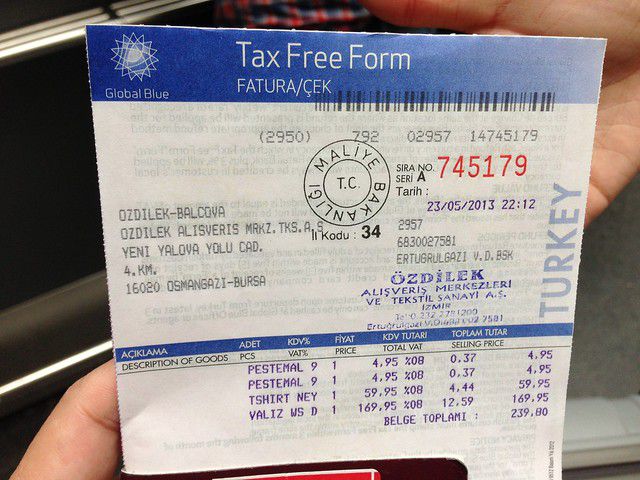 Global Blue
Tax Free Form
FATURA/ÇEK
(2950) 792 02957 14745179
MALİYE BAKANLIĞI
T.C.
SIRA NO. 745179
SERİ A
Tarih :
23/05/2013 22:12
İl Kodu : 34
OZDILEK-BALCOVA
OZDILEK ALISVERIS MRKZ.TKS.A.S
YENI YALOVA YOLU CAD.
4.KM.
16020 OSMANGAZI-BURSA
2957
6830027581
ERTUGRULGAZI V.D.BSK
ÖZDİLEK
ALIŞVERİŞ MERKEZLERİ
VE TEKSTİL SANAYİ A.Ş.
İZMİR
Tel:0.232.2781200
TURKEY
AÇIKLAMA ADET KDV% FİYAT KDV TUTARI TOPLAM TUTAR
DESCRIPTION OF GOODS PCS VAT% PRICE TOTAL VAT SELLING PRICE
PESTEMAL 9 1 4,95 %08 0,37 4,95
PESTEMAL 9 1 4,95 %08 0,37 4,95
TSHIRT NEY 1 59,95 %08 4,44 59,95
VALIZ WS D 1 169,95 %08 12,59 169,95
BELGE TOPLAMI : 239,80